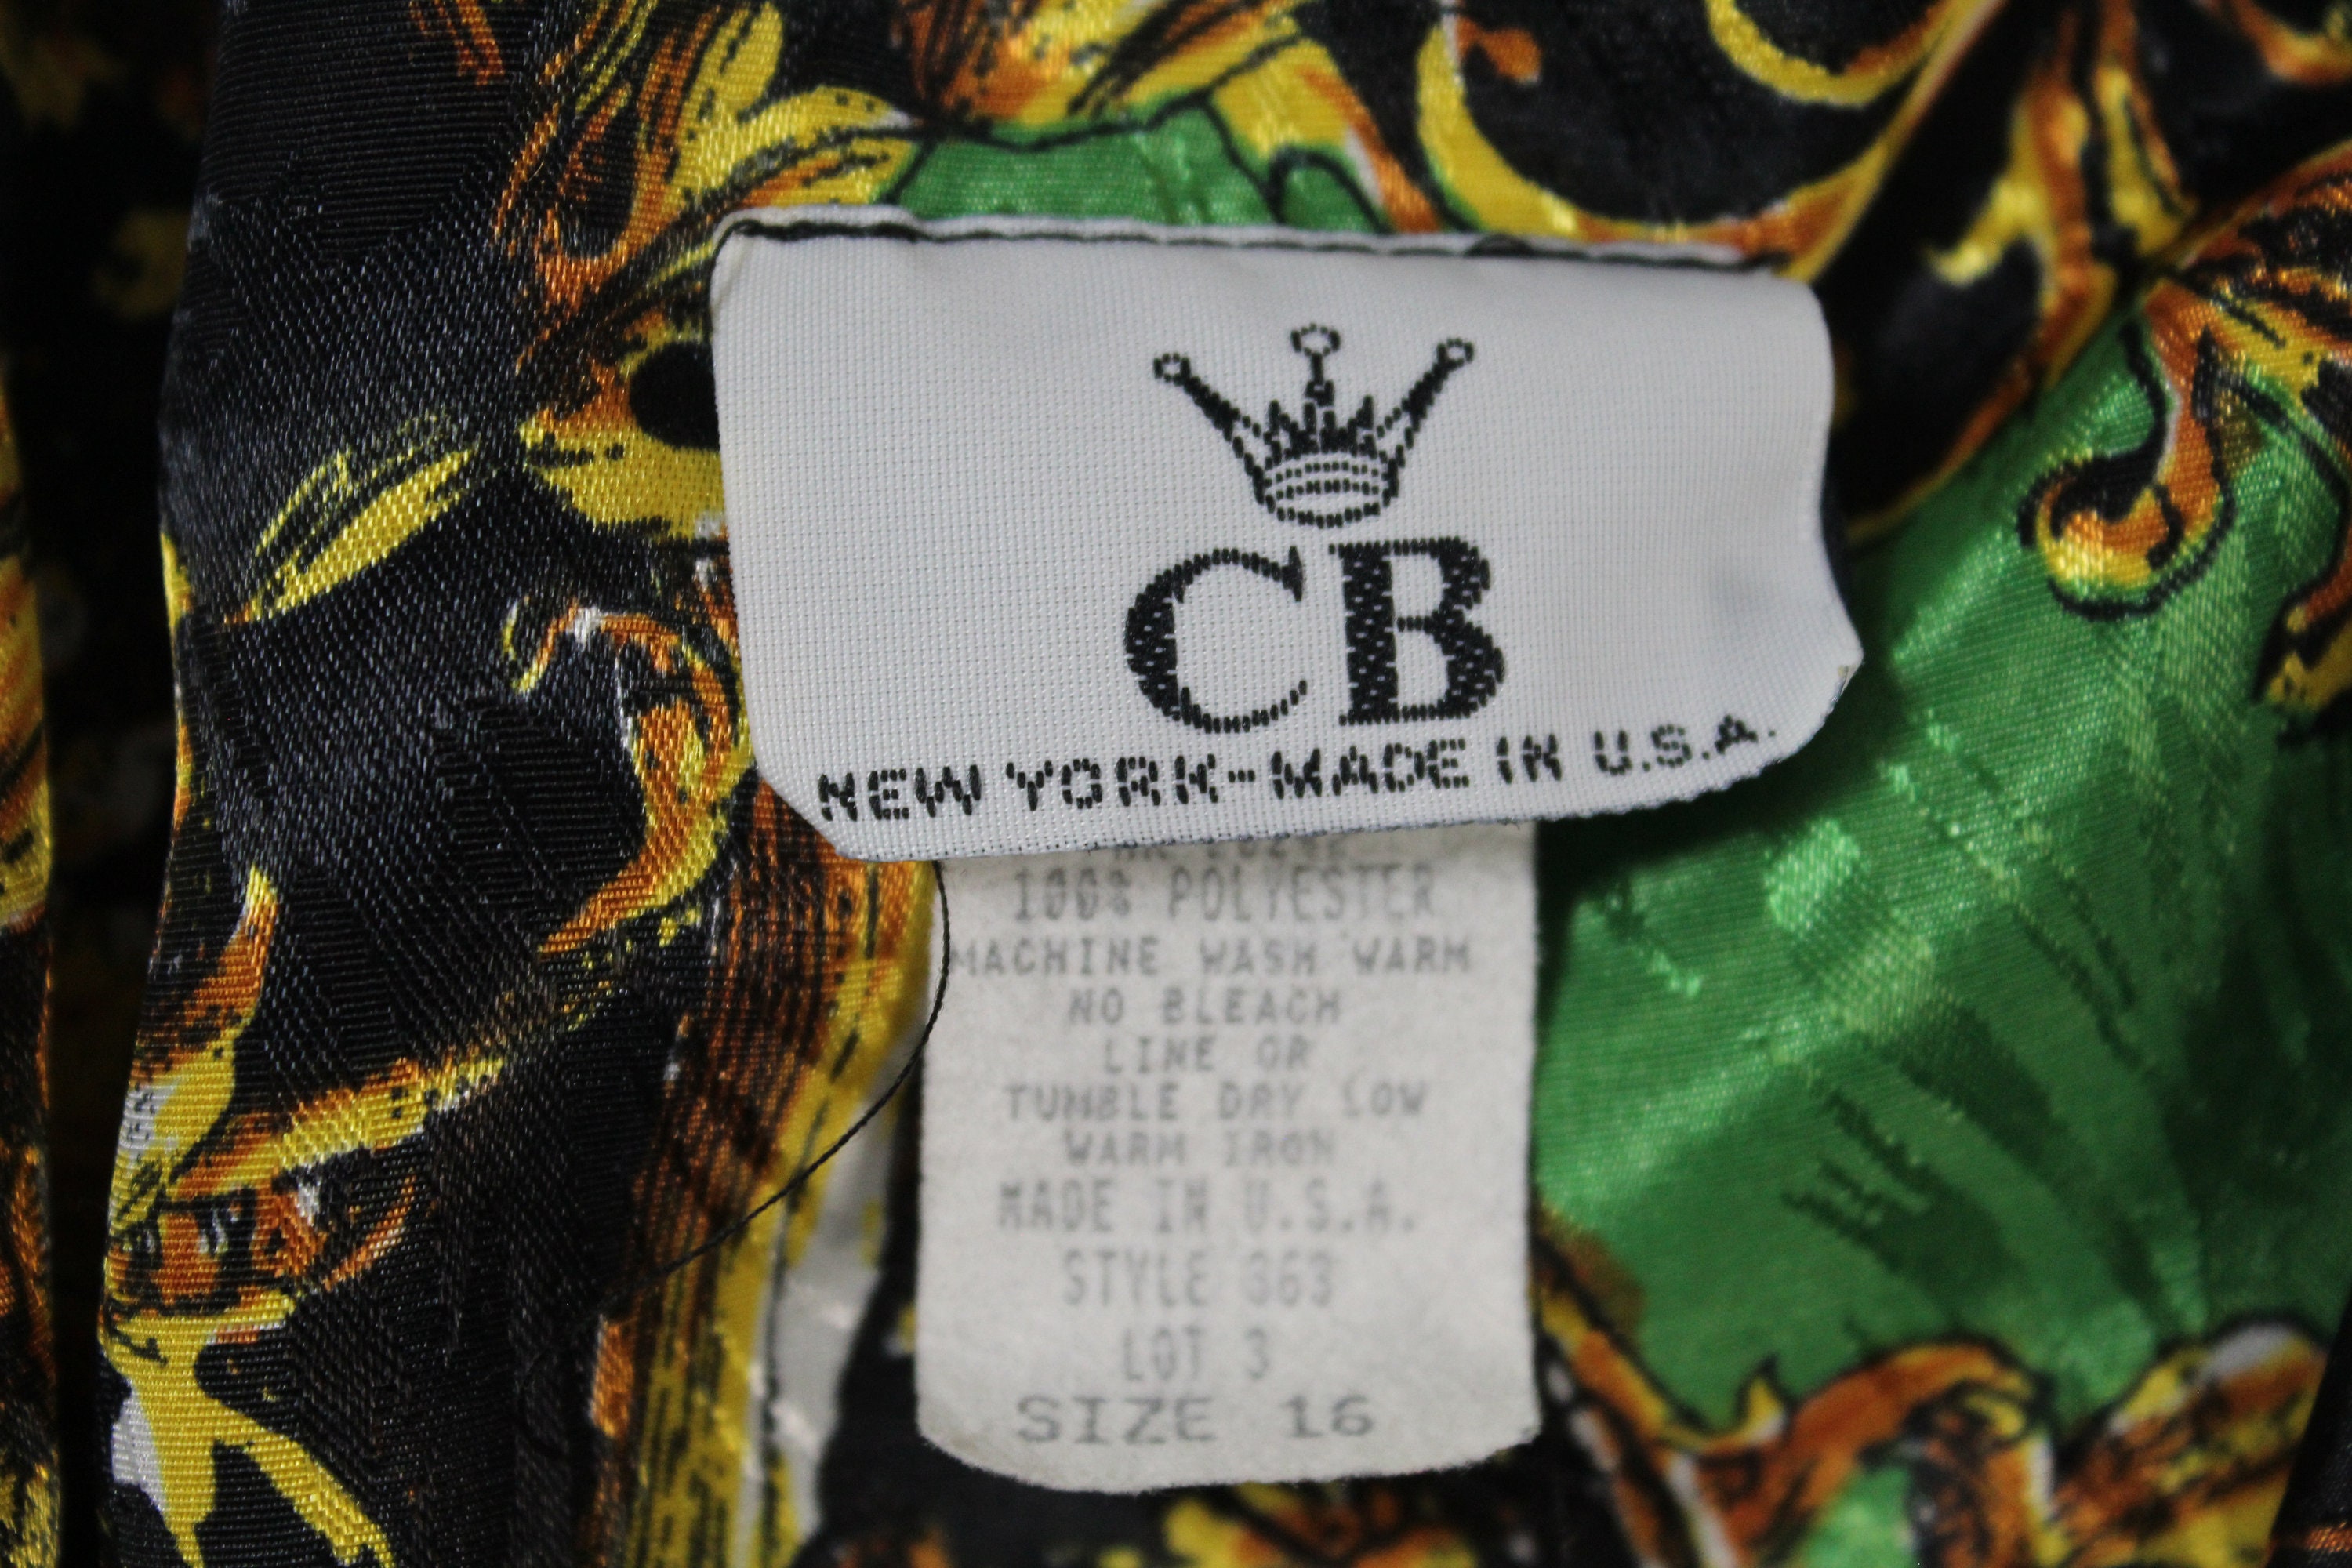 CB
NEW YORK-MADE IN U.S.A.
100% POLYESTER
MACHINE WASH WARM
NO BLEACH
LINE OR
TUMBLE DRY LOW
WARM IRON
MADE IN U.S.A.
STYLE
LOT 3
SIZE 16